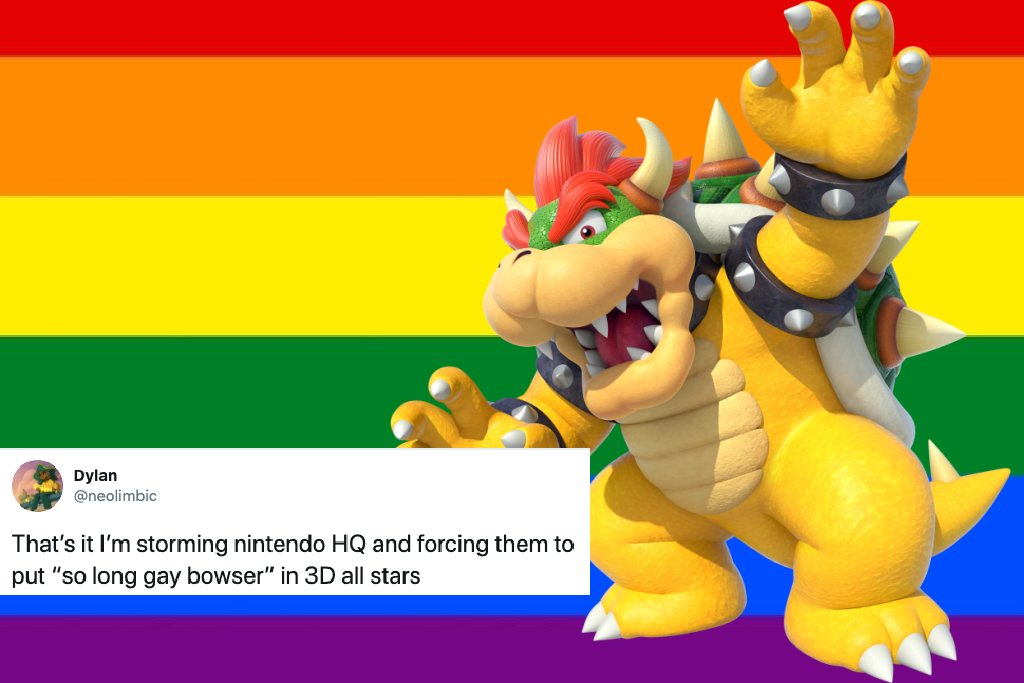 Dylan
@neolimbic
That's it I'm storming nintendo HQ and forcing them to
put "so long gay bowser" in 3D all stars